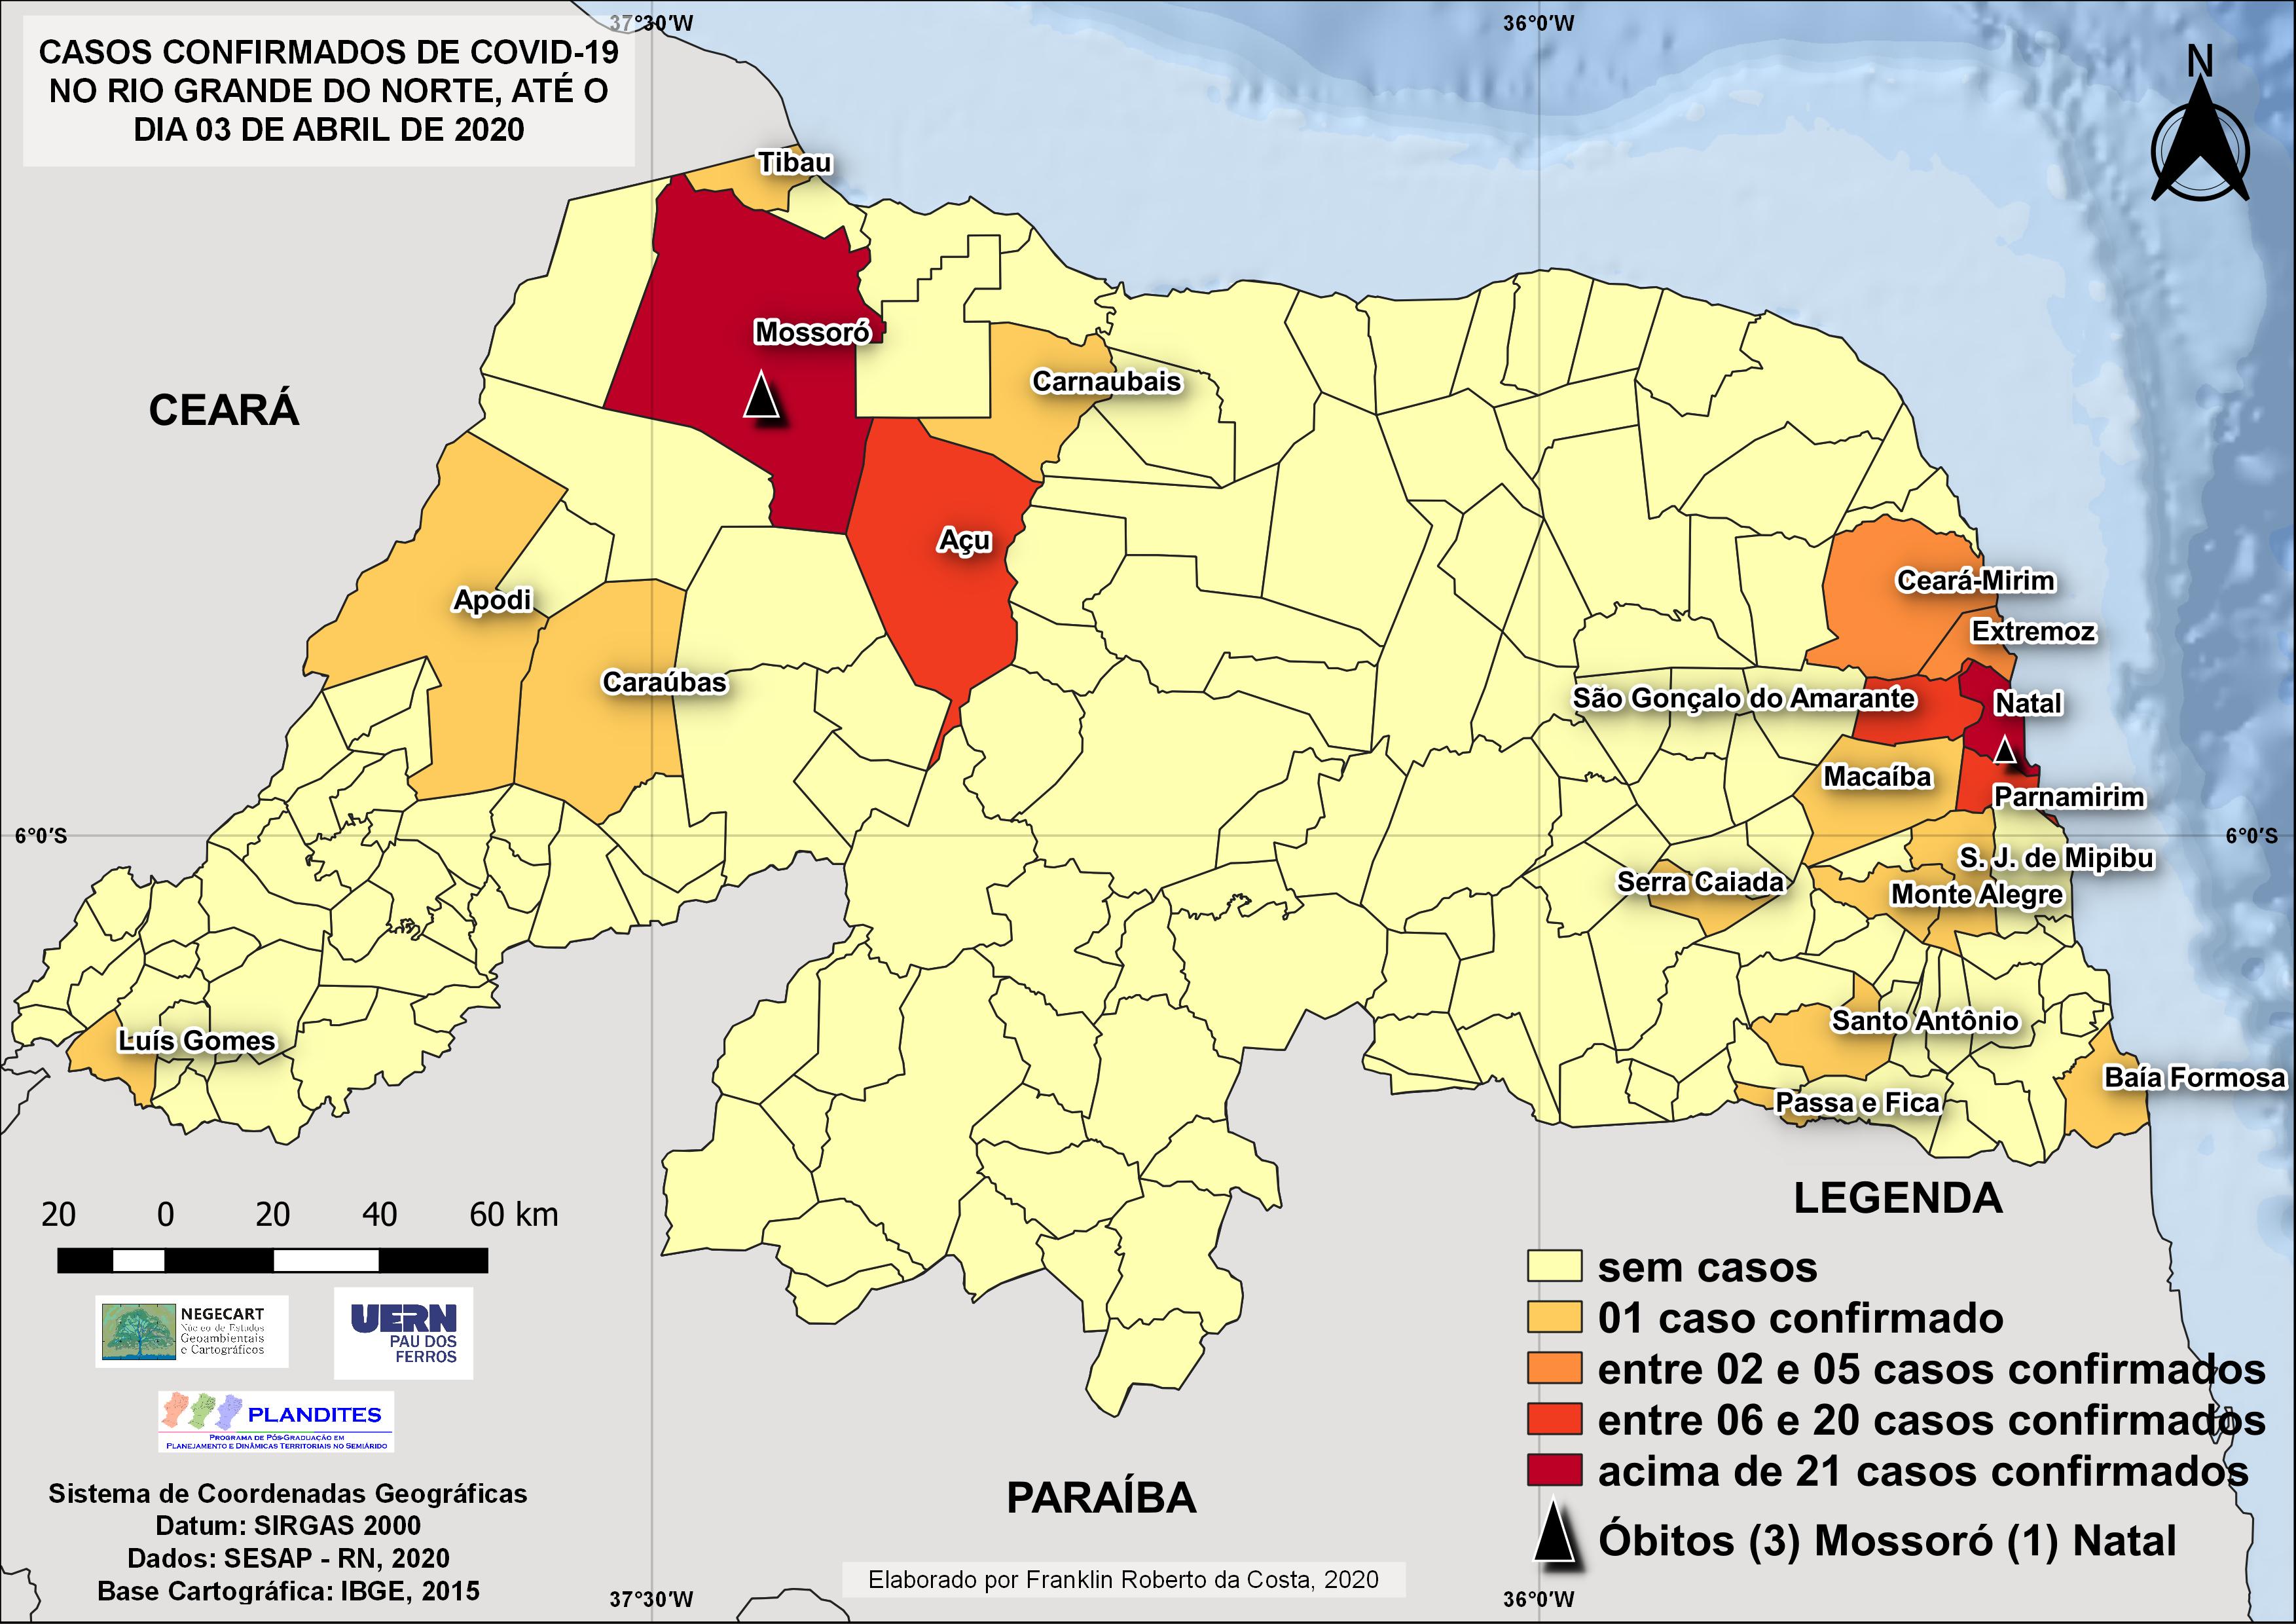 CASOS CONFIRMADOS DE COVID-19
NO RIO GRANDE DO NORTE, ATÉ O
DIA 03 DE ABRIL DE 2020
37°30′W
36°0′W
N
Tibau
Mossoró
Carnaubais
CEARÁ
Açu
Apodi
Ceará-Mirim
Extremoz
Caraúbas
São Gonçalo do Amarante
Natal
Macaíba
Parnamirim
6°0′S
6°0′S
S. J. de Mipibu
Serra Caiada
Monte Alegre
Santo Antônio
Luís Gomes
Baía Formosa
Passa e Fica
LEGENDA
sem casos
01 caso confirmado
entre 02 e 05 casos confirmados
entre 06 e 20 casos confirmados
acima de 21 casos confirmados
Óbitos (3) Mossoró (1) Natal
20 0 20 40 60 km
NEGECART
Núcleo de Estudos
Geoambientais
e Cartográficos
UERN
PAU DOS
FERROS
PLANDITES
PROGRAMA DE PÓS-GRADUAÇÃO EM
PLANEJAMENTO E DINÂMICAS TERRITORIAIS NO SEMIÁRIDO
PARAÍBA
Sistema de Coordenadas Geográficas
Datum: SIRGAS 2000
Dados: SESAP - RN, 2020
Base Cartográfica: IBGE, 2015
Elaborado por Franklin Roberto da Costa, 2020
37°30′W
36°0′W